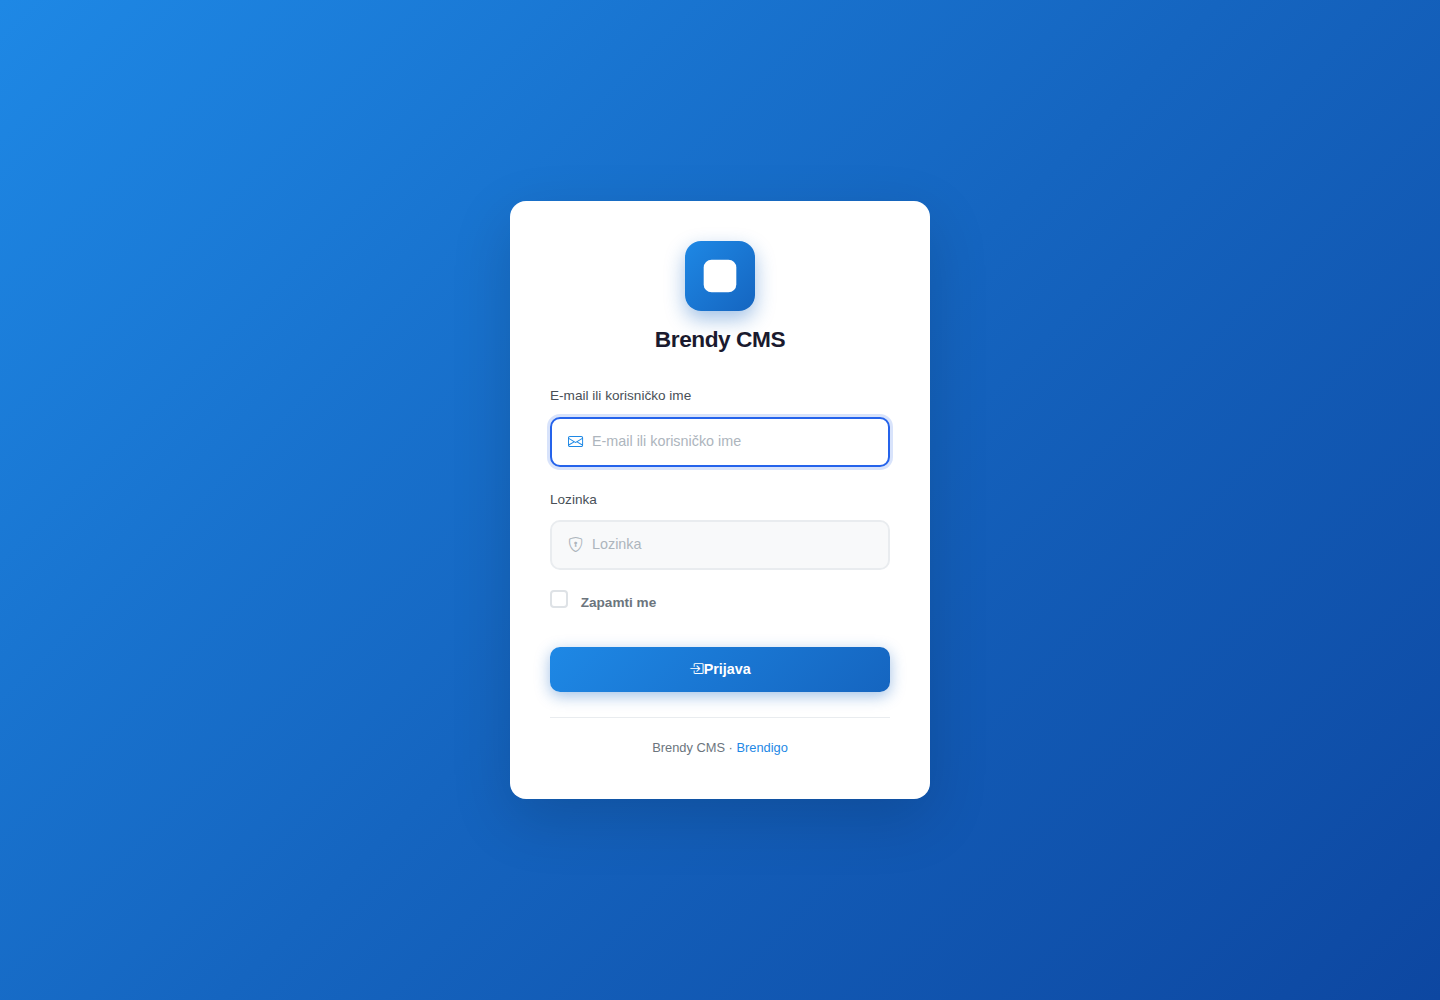 Brendy CMS
E-mail ili korisničko ime
E-mail ili korisničko ime
Lozinka
Lozinka
Zapamti me
Prijava
Brendy CMS · Brendigo